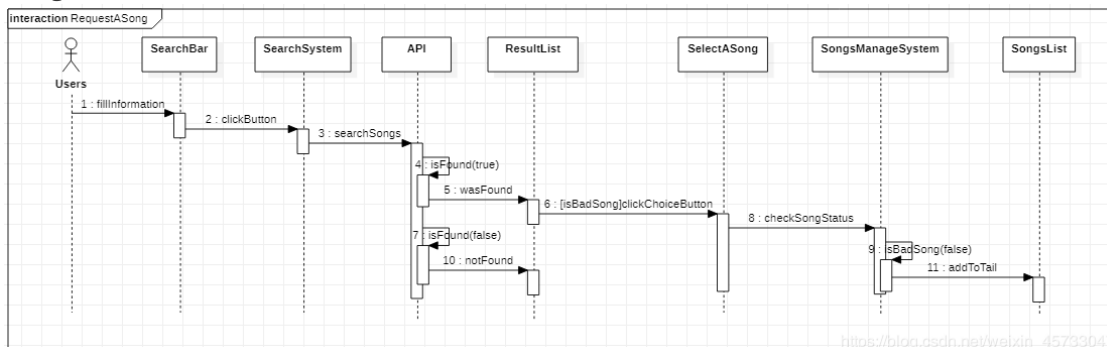 interaction RequestASong
SearchBar
SearchSystem
API
ResultList
SelectASong
SongsManageSystem
SongsList
Users
1 : fillInformation
2 : clickButton
3 : searchSongs
4 : isFound(true)
5 : wasFound
6 : [isBadSong]clickChoiceButton
7 : isFound(false)
8 : checkSongStatus
9 : isBadSong(false)
10 : notFound
11 : addToTail
https://blog.csdn.net/weixin_4573304